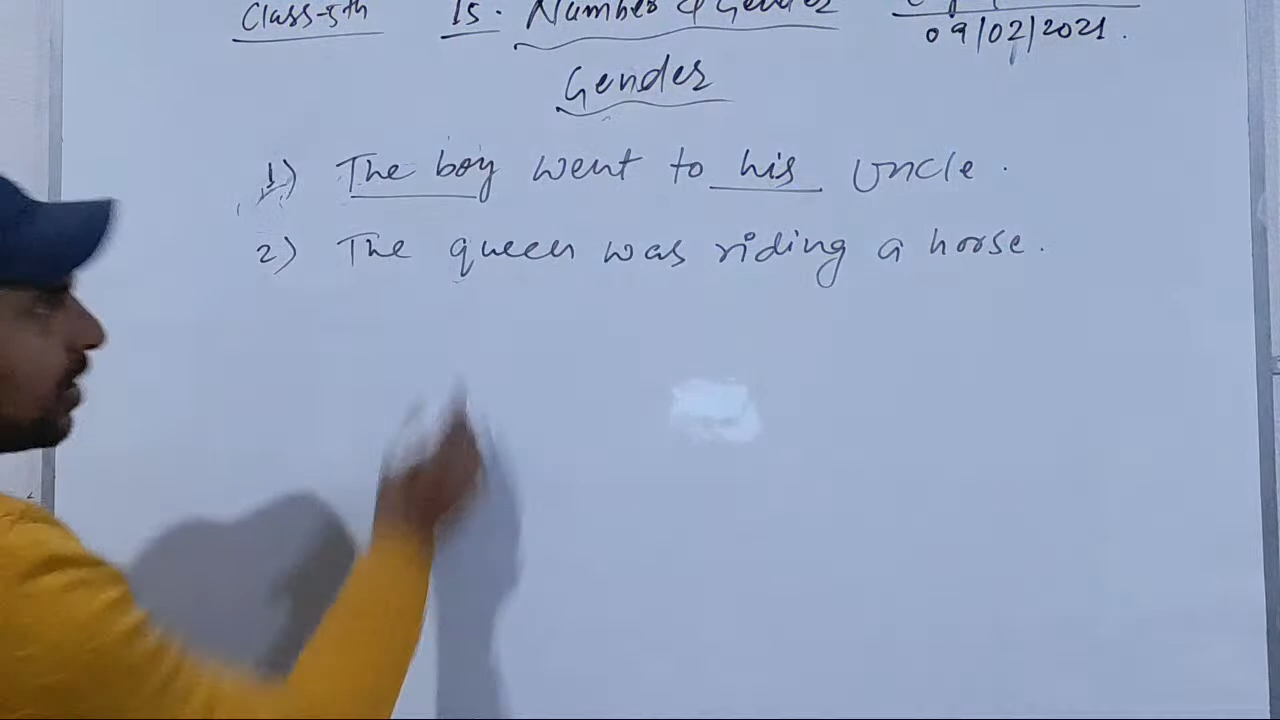 Class-5th 15. Number & Gender
09/02/2021.
Gender
1) The boy went to his Uncle.
2) The queen was riding a horse.